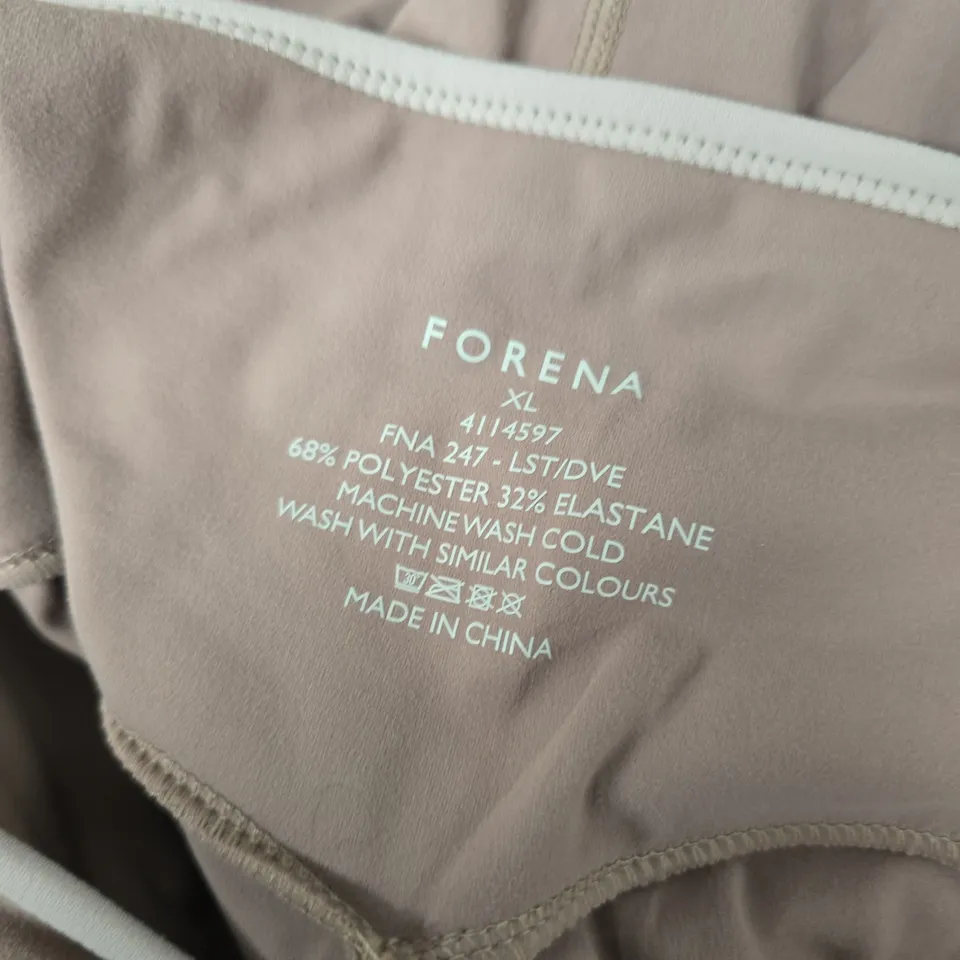 FORENA
XL
4114597
FNA 247 - LST/DVE
68% POLYESTER 32% ELASTANE
MACHINE WASH COLD
WASH WITH SIMILAR COLOURS
30°
MADE IN CHINA